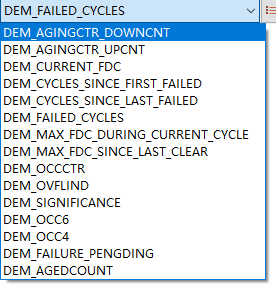 DEM_FAILED_CYCLES
DEM_AGINGCTR_DOWNCNT
DEM_AGINGCTR_UPCNT
DEM_CURRENT_FDC
DEM_CYCLES_SINCE_FIRST_FAILED
DEM_CYCLES_SINCE_LAST_FAILED
DEM_FAILED_CYCLES
DEM_MAX_FDC_DURING_CURRENT_CYCLE
DEM_MAX_FDC_SINCE_LAST_CLEAR
DEM_OCCCTR
DEM_OVFLIND
DEM_SIGNIFICANCE
DEM_OCC6
DEM_OCC4
DEM_FAILURE_PENGDING
DEM_AGEDCOUNT